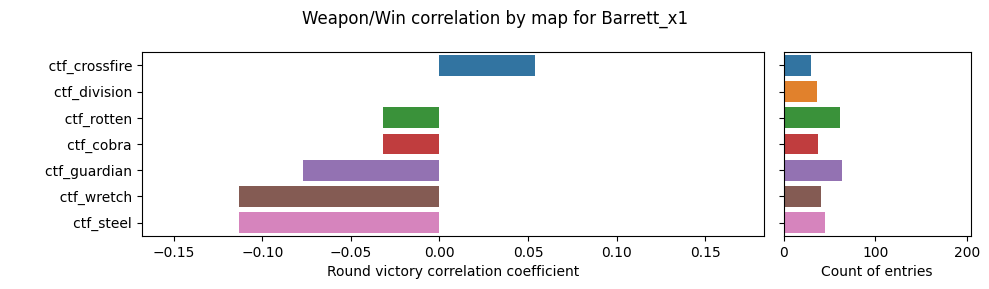 Weapon/Win correlation by map for Barrett_x1
ctf_crossfire
ctf_division
ctf_rotten
ctf_cobra
ctf_guardian
ctf_wretch
ctf_steel
−0.15 −0.10 −0.05 0.00 0.05 0.10 0.15
Round victory correlation coefficient
0 100 200
Count of entries